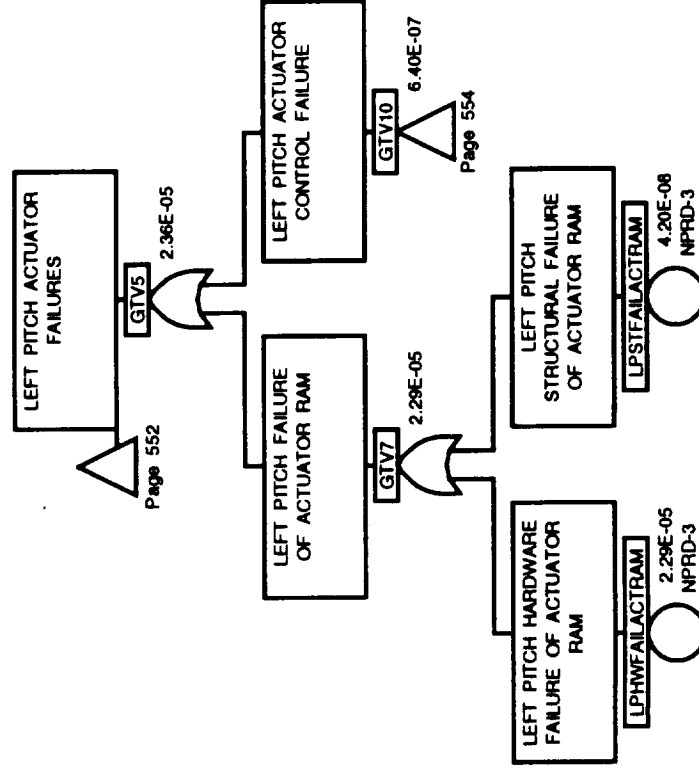 LEFT PITCH ACTUATOR
FAILURES
GTV5
2.36E-05
Page 552
LEFT PITCH FAILURE
OF ACTUATOR RAM
GTV7
2.29E-05
LEFT PITCH ACTUATOR
CONTROL FAILURE
GTV10
6.40E-07
Page 554
LEFT PITCH HARDWARE
FAILURE OF ACTUATOR
RAM
LPHWFAILACTRAM
2.29E-05
NPRD-3
LEFT PITCH
STRUCTURAL FAILURE
OF ACTUATOR RAM
LPSTFAILACTRAM
4.20E-08
NPRD-3